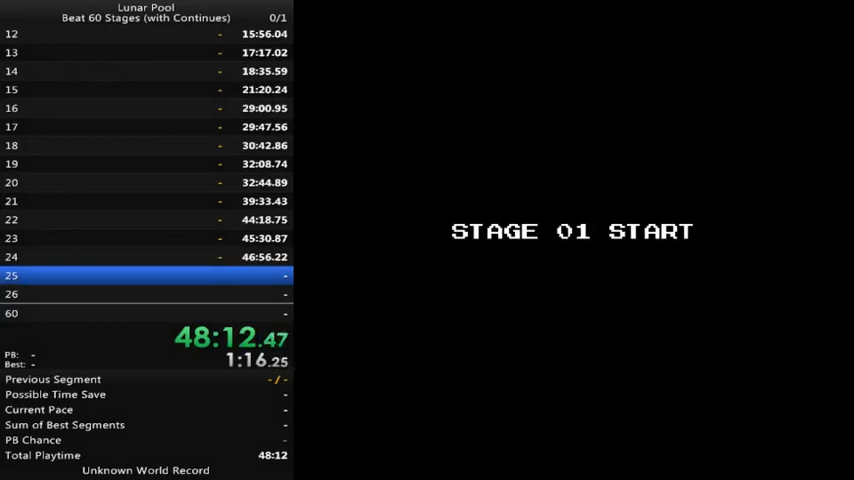 Lunar Pool
Beat 60 Stages (with Continues) 0/1
12 - 15:56.04
13 - 17:17.02
14 - 18:35.59
15 - 21:20.24
16 - 29:00.95
17 - 29:47.56
18 - 30:42.86
19 - 32:08.74
20 - 32:44.89
21 - 39:33.43
22 - 44:18.75
23 - 45:30.87
24 - 46:56.22
25 -
26 -
60 -
48:12.47
PB: - 1:16.25
Best: -
Previous Segment - / -
Possible Time Save -
Current Pace -
Sum of Best Segments -
PB Chance -
Total Playtime 48:12
Unknown World Record
STAGE 01 START